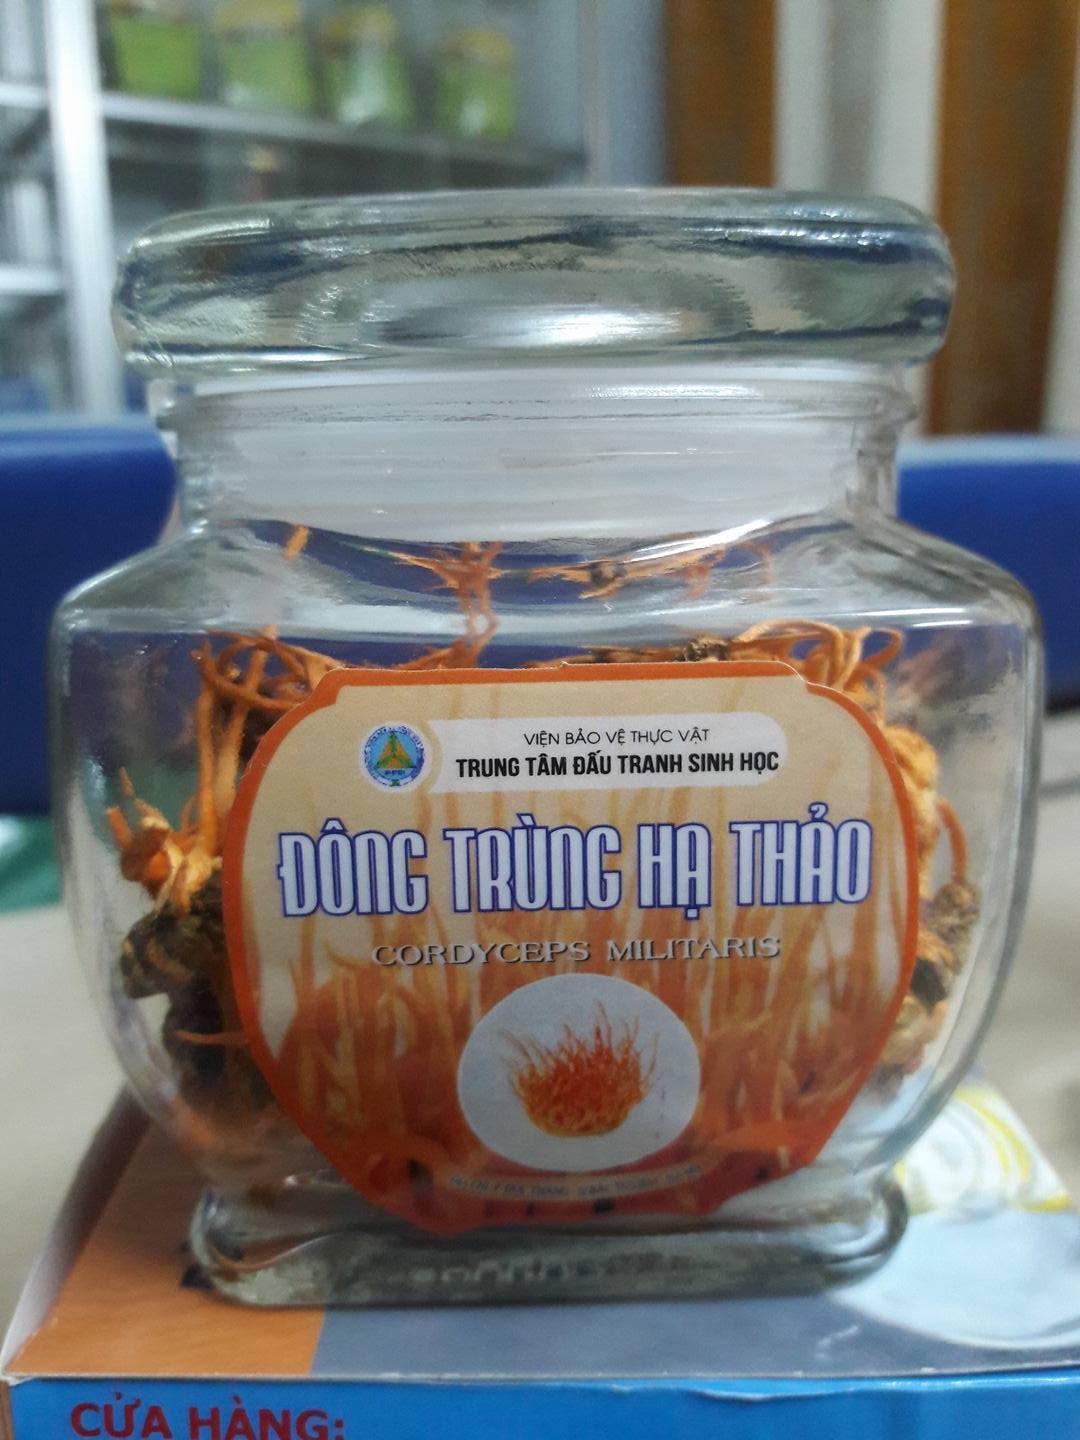 VIỆN BẢO VỆ THỰC VẬT
TRUNG TÂM ĐẤU TRANH SINH HỌC
ĐÔNG TRÙNG HẠ THẢO
CORDYCEPS MILITARIS
CỬA HÀNG: